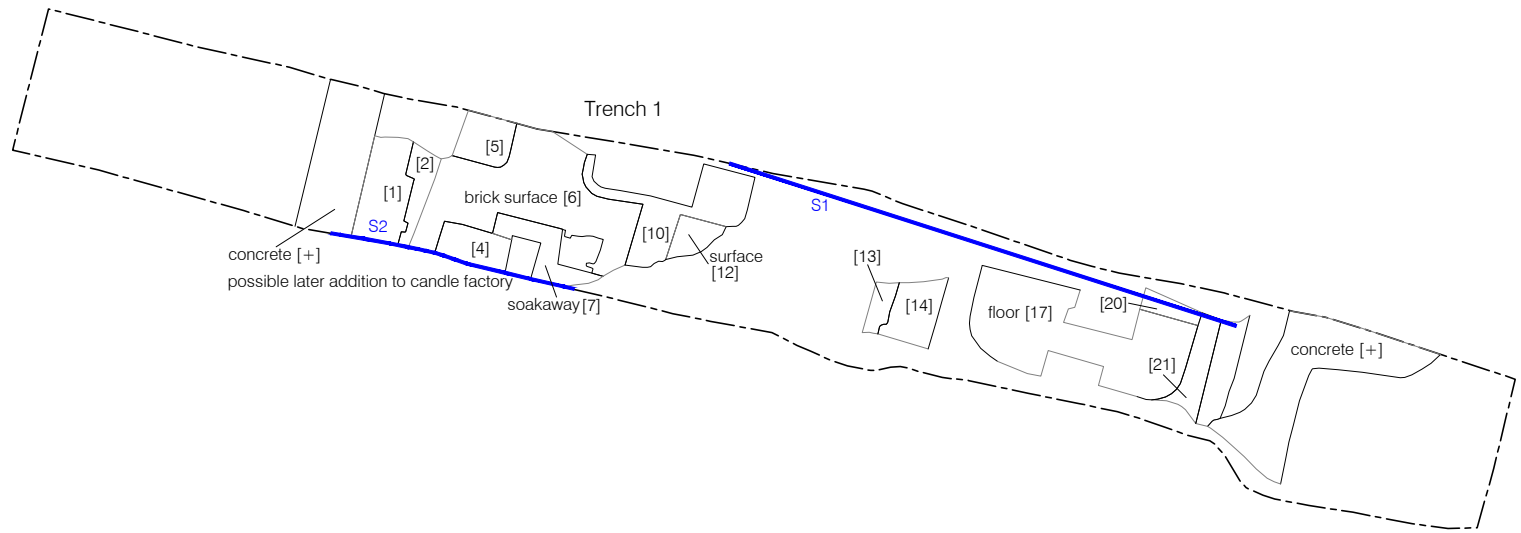 Trench 1
[5]
[2]
[1]
brick surface [6]
S1
S2
[10]
[4]
concrete [+]
surface
[12]
[13]
possible later addition to candle factory
soakaway [7]
[14]
[20]
floor [17]
concrete [+]
[21]